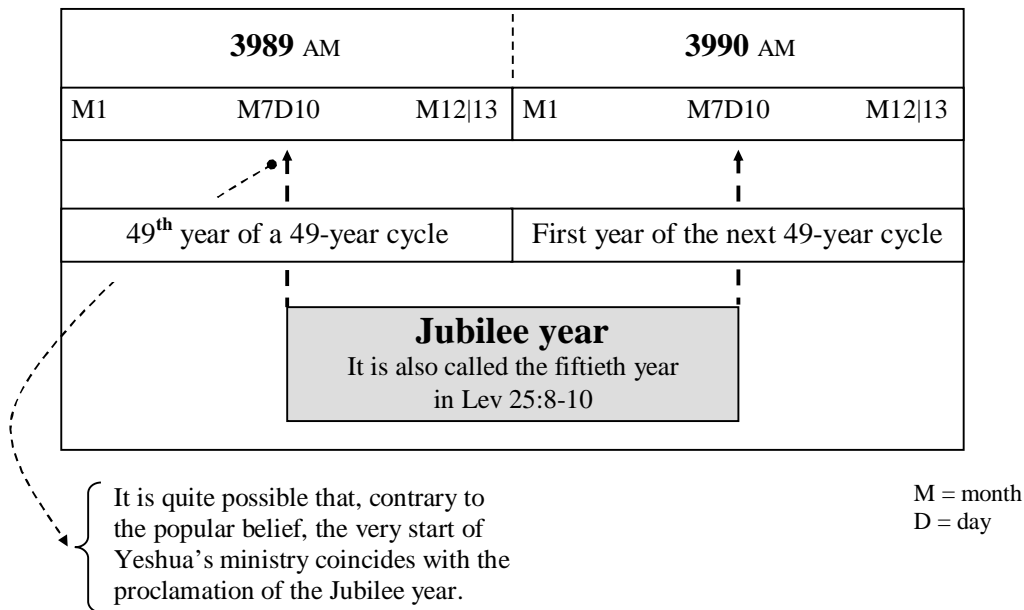 3989 AM 3990 AM
M1 M7D10 M12|13 M1 M7D10 M12|13
49th year of a 49-year cycle First year of the next 49-year cycle
Jubilee year
It is also called the fiftieth year
in Lev 25:8-10
It is quite possible that, contrary to
the popular belief, the very start of
Yeshua’s ministry coincides with the
proclamation of the Jubilee year.
M = month
D = day